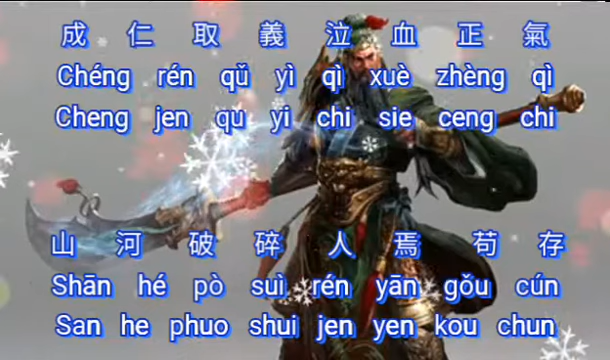 成 仁 取 義 泣 血 正 氣
Chéng rén qǔ yì qì xuè zhèng qì
Cheng jen qu yi chi sie ceng chi
山 河 破 碎 人 焉 苟 存
Shān hé pò suì rén yān gǒu cún
San he phuo shui jen yen kou chun